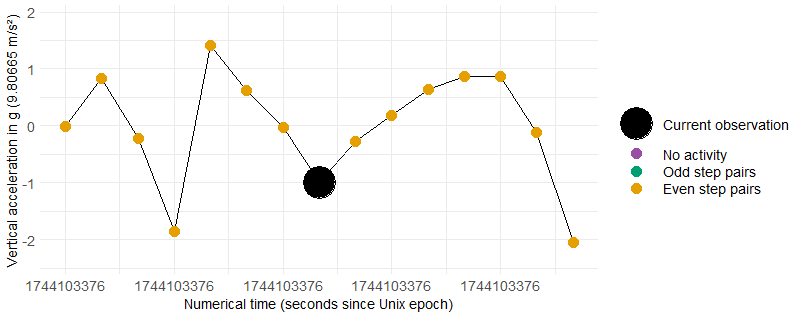 Vertical acceleration in g (9.80665 m/s²)
2
1
0
-1
-2
1744103376 1744103376 1744103376 1744103376 1744103376
Numerical time (seconds since Unix epoch)
Current observation
No activity
Odd step pairs
Even step pairs